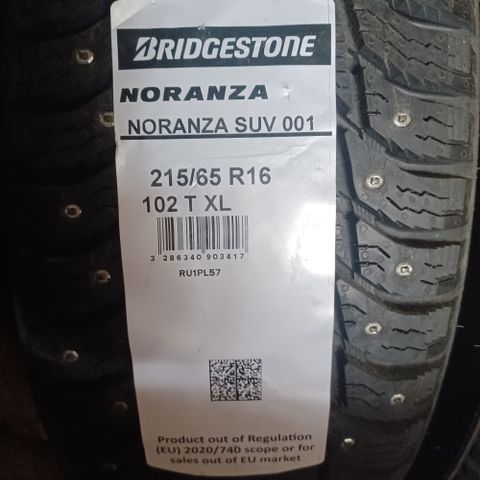 BRIDGESTONE
NORANZA
NORANZA SUV 001
215/65 R16
102 T XL
3 286340 903417
RU1PL57
Product out of Regulation
(EU) 2020/740 scope or for
sales out of EU market